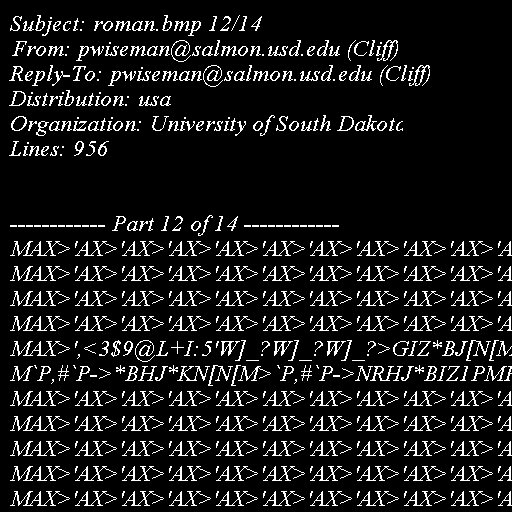 Subject: roman.bmp 12/14
From: pwiseman@salmon.usd.edu (Cliff)
Reply-To: pwiseman@salmon.usd.edu (Cliff)
Distribution: usa
Organization: University of South Dakota
Lines: 956
------------ Part 12 of 14 ------------
MAX>'AX>'AX>'AX>'AX>'AX>'AX>'AX>'AX>'AX>'A
MAX>'AX>'AX>'AX>'AX>'AX>'AX>'AX>'AX>'AX>'A
MAX>'AX>'AX>'AX>'AX>'AX>'AX>'AX>'AX>'AX>'A
MAX>'AX>'AX>'AX>'AX>'AX>'AX>'AX>'AX>'AX>'A
MAX>',<3$9@L+I:5'W]_?W]_?W]_?>GIZ*BJ[N[M
M`P,#`P->*BHJ*KN[N[M>`P,#`P->NRHJ*BIZ1PMF
MAX>'AX>'AX>'AX>'AX>'AX>'AX>'AX>'AX>'AX>'A
MAX>'AX>'AX>'AX>'AX>'AX>'AX>'AX>'AX>'AX>'A
MAX>'AX>'AX>'AX>'AX>'AX>'AX>'AX>'AX>'AX>'A
MAX>'AX>'AX>'AX>'AX>'AX>'AX>'AX>'AX>'AX>'A
MAX>'AX>'AX>'AX>'AX>'AX>'AX>'AX>'AX>'AX>'A